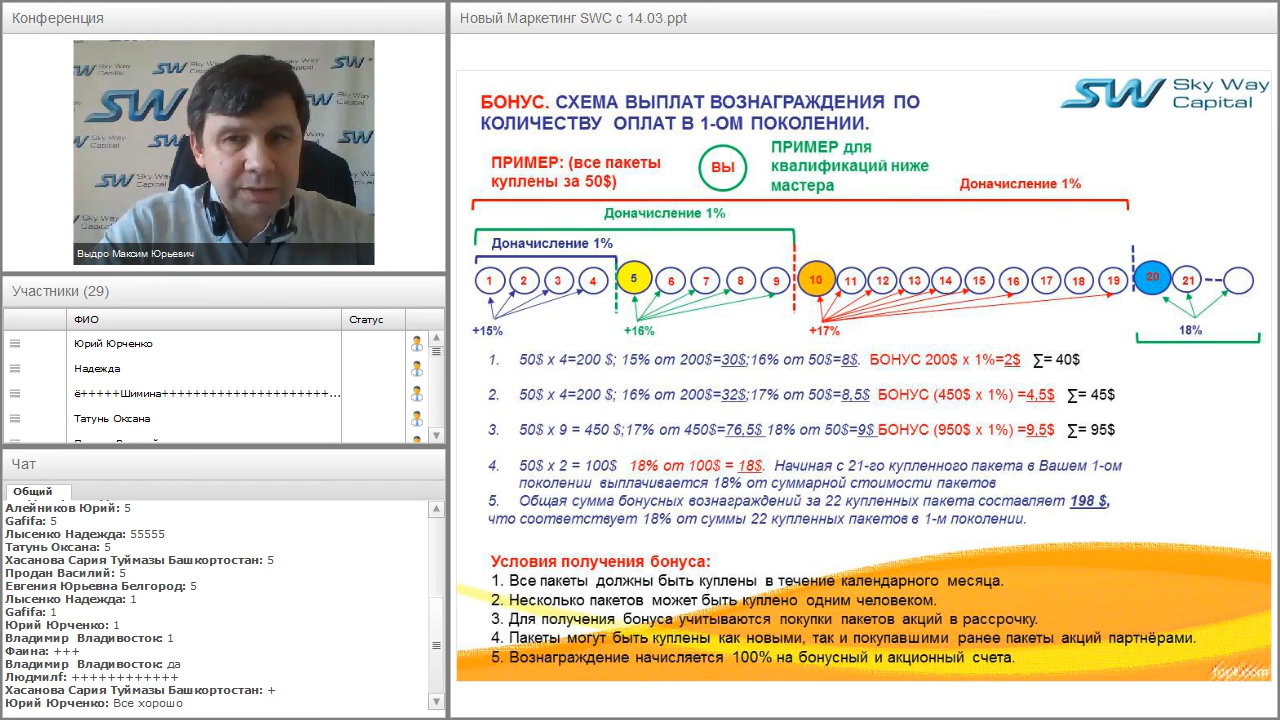 Конференция
Sky Way
Capital
SW
Выдро Максим Юрьевич
Участники (29)
ФИО
Статус
Юрий Юрченко
Надежда
ё+++++Шимина++++++++++++++++++++...
Татунь Оксана
Чат
Общий
Алейников Юрий: 5
Gafifa: 5
Лысенко Надежда: 55555
Татунь Оксана: 5
Хасанова Сария Туймазы Башкортостан: 5
Продан Василий: 5
Евгения Юрьевна Белгород: 5
Лысенко Надежда: 1
Gafifa: 1
Юрий Юрченко: 1
Владимир Владивосток: 1
Фаина: +++
Владимир Владивосток: да
Людмилf: ++++++++++++
Хасанова Сария Туймазы Башкортостан: +
Юрий Юрченко: Все хорошо
Новый Маркетинг SWC с 14.03.ppt
SW Sky Way
Capital
БОНУС. СХЕМА ВЫПЛАТ ВОЗНАГРАЖДЕНИЯ ПО
КОЛИЧЕСТВУ ОПЛАТ В 1-ОМ ПОКОЛЕНИИ.
ПРИМЕР: (все пакеты
куплены за 50$)
ВЫ
ПРИМЕР для
квалификаций ниже
мастера
Доначисление 1%
Доначисление 1%
Доначисление 1%
1 2 3 4 5 6 7 8 9 10 11 12 13 14 15 16 17 18 19 20 21
+15% +16% +17% 18%
1. 50$ x 4=200 $; 15% от 200$=30$;16% от 50$=8$. БОНУС 200$ x 1%=2$ ∑= 40$
2. 50$ x 4=200 $; 16% от 200$=32$;17% от 50$=8,5$ БОНУС (450$ x 1%) =4,5$ ∑= 45$
3. 50$ x 9 = 450 $;17% от 450$=76,5$ 18% от 50$=9$ БОНУС (950$ x 1%) =9,5$ ∑= 95$
4. 50$ x 2 = 100$ 18% от 100$ = 18$. Начиная с 21-го купленного пакета в Вашем 1-ом
поколении выплачивается 18% от суммарной стоимости пакетов
5. Общая сумма бонусных вознаграждений за 22 купленных пакета составляет 198 $,
что соответствует 18% от суммы 22 купленных пакетов в 1-м поколении.
Условия получения бонуса:
1. Все пакеты должны быть куплены в течение календарного месяца.
2. Несколько пакетов может быть куплено одним человеком.
3. Для получения бонуса учитываются покупки пакетов акций в рассрочку.
4. Пакеты могут быть куплены как новыми, так и покупавшими ранее пакеты акций партнёрами.
5. Вознаграждение начисляется 100% на бонусный и акционный счета.
fppt.com